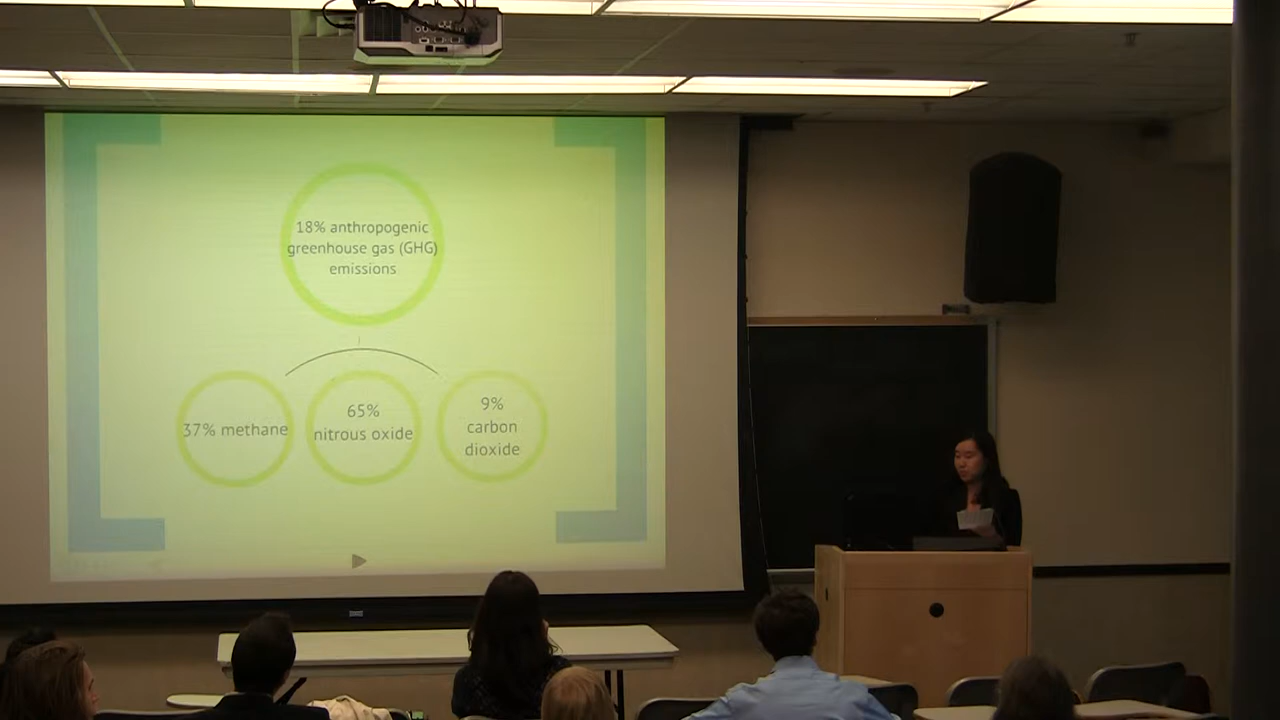 18% anthropogenic
greenhouse gas (GHG)
emissions
37% methane
65%
nitrous oxide
9%
carbon
dioxide